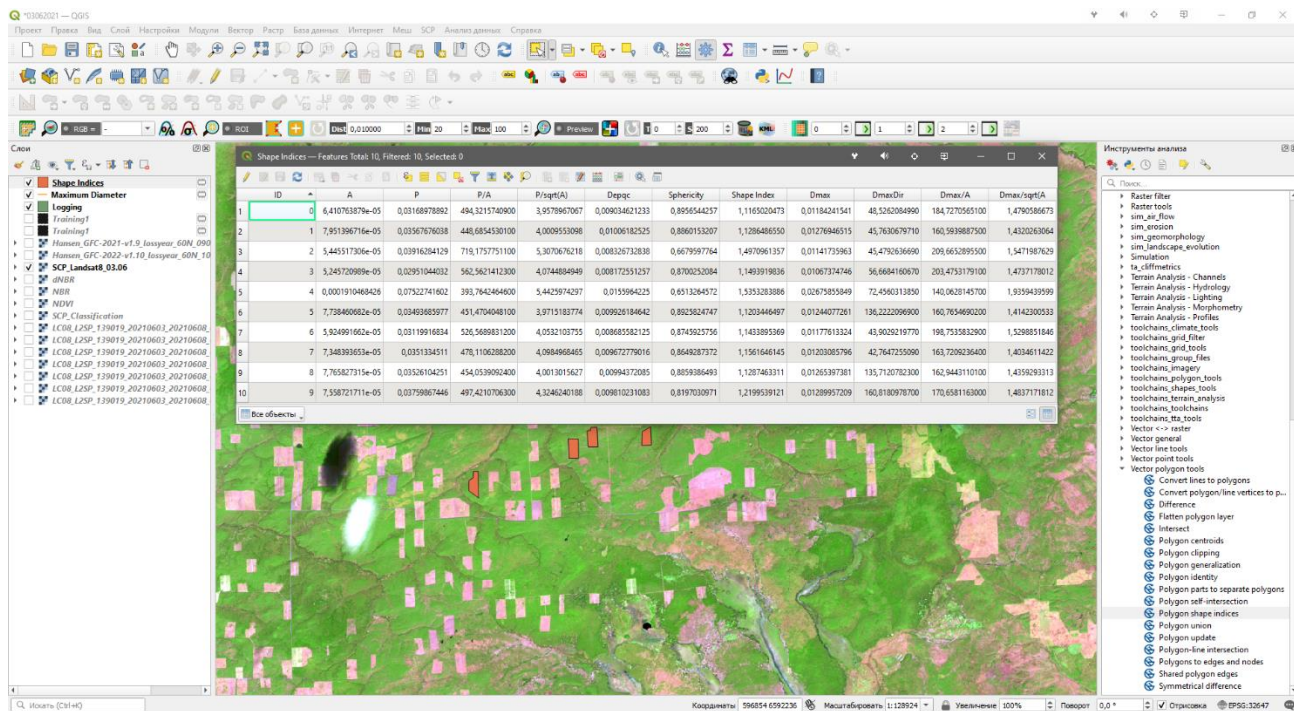 *03062021 — QGIS
Проект Правка Вид Слой Настройки Модули Вектор Растр База данных Интернет Меш SCP Анализ данных Справка
RGB = - ROI Dist 0,010000 Min 20 Max 100 Preview T 0 S 200 KML 0 1 2
Слои
Shape Indices
Maximum Diameter
Logging
Training1
Training1
Hansen_GFC-2021-v1.9_lossyear_60N_090
Hansen_GFC-2022-v1.10_lossyear_60N_10
SCP_Landsat8_03.06
dNBR
NBR
NDVI
SCP_Classification
LC08_L2SP_139019_20210603_20210608_
LC08_L2SP_139019_20210603_20210608_
LC08_L2SP_139019_20210603_20210608_
LC08_L2SP_139019_20210603_20210608_
LC08_L2SP_139019_20210603_20210608_
LC08_L2SP_139019_20210603_20210608_
LC08_L2SP_139019_20210603_20210608_
Shape Indices — Features Total: 10, Filtered: 10, Selected: 0
ID A P P/A P/sqrt(A) Depqc Sphericity Shape Index Dmax DmaxDir Dmax/A Dmax/sqrt(A
1 0 6,410763879e-05 0,03168978892 494,3215740900 3,9578967067 0,009034621233 0,8956544257 1,1165020473 0,01184241541 48,5262084990 184,7270565100 1,4790586673
2 1 7,951396716e-05 0,03567676038 448,6854530100 4,0009553098 0,01006182525 0,8860153207 1,1286486550 0,01276946515 45,7630679710 160,5939887500 1,4320263064
3 2 5,445517306e-05 0,03916284129 719,1757751100 5,3070676218 0,008326732838 0,6679597764 1,4970961357 0,01141735963 45,4792636690 209,6652895500 1,5471987629
4 3 5,245720989e-05 0,02951044032 562,5621412300 4,0744884949 0,008172551257 0,8700252084 1,1493919836 0,01067374746 56,6684160670 203,4753179100 1,4737178012
5 4 0,0001910468426 0,07522741602 393,7642464600 5,4425974297 0,0155964225 0,6513264572 1,5353283886 0,02675855849 72,4560313850 140,0628145700 1,9359439599
6 5 7,738460682e-05 0,03493685977 451,4704048100 3,9715183774 0,009926184642 0,8925824747 1,1203446497 0,01244077261 136,2222096900 160,7654690200 1,4142300533
7 6 5,924991662e-05 0,03119916834 526,5689831200 4,0532103755 0,008685582125 0,8745925756 1,1433895369 0,01177613324 43,9029219770 198,7535832900 1,5298851846
8 7 7,348393653e-05 0,0351334511 478,1106288200 4,0984968465 0,009672779016 0,8649287372 1,1561646145 0,01203085796 42,7647255090 163,7209236400 1,4034611422
9 8 7,765827315e-05 0,03526104251 454,0539092400 4,0013015627 0,00994372085 0,8859386493 1,1287463311 0,01265397381 135,7120782300 162,9443110100 1,4359293313
10 9 7,558721711e-05 0,03759867446 497,4210706300 4,3246240188 0,009810231083 0,8197030971 1,2199539121 0,01289957209 160,8180978700 170,6581163000 1,4837171812
Все объекты
Инструменты анализа
Поиск...
Raster filter
Raster tools
sim_air_flow
sim_erosion
sim_geomorphology
sim_landscape_evolution
Simulation
ta_cliffmetrics
Terrain Analysis - Channels
Terrain Analysis - Hydrology
Terrain Analysis - Lighting
Terrain Analysis - Morphometry
Terrain Analysis - Profiles
toolchains_climate_tools
toolchains_grid_filter
toolchains_grid_tools
toolchains_group_files
toolchains_imagery
toolchains_polygon_tools
toolchains_shapes_tools
toolchains_terrain_analysis
toolchains_toolchains
toolchains_tta_tools
Vector <-> raster
Vector general
Vector line tools
Vector point tools
Vector polygon tools
Convert lines to polygons
Convert polygon/line vertices to p...
Difference
Flatten polygon layer
Intersect
Polygon centroids
Polygon clipping
Polygon generalization
Polygon identity
Polygon parts to separate polygons
Polygon self-intersection
Polygon shape indices
Polygon union
Polygon update
Polygon-line intersection
Polygons to edges and nodes
Shared polygon edges
Symmetrical difference
Искать (Ctrl+K) Координаты 596854 6592236 Масштабировать 1:128924 Увеличение 100% Поворот 0,0 ° Отрисовка EPSG:32647